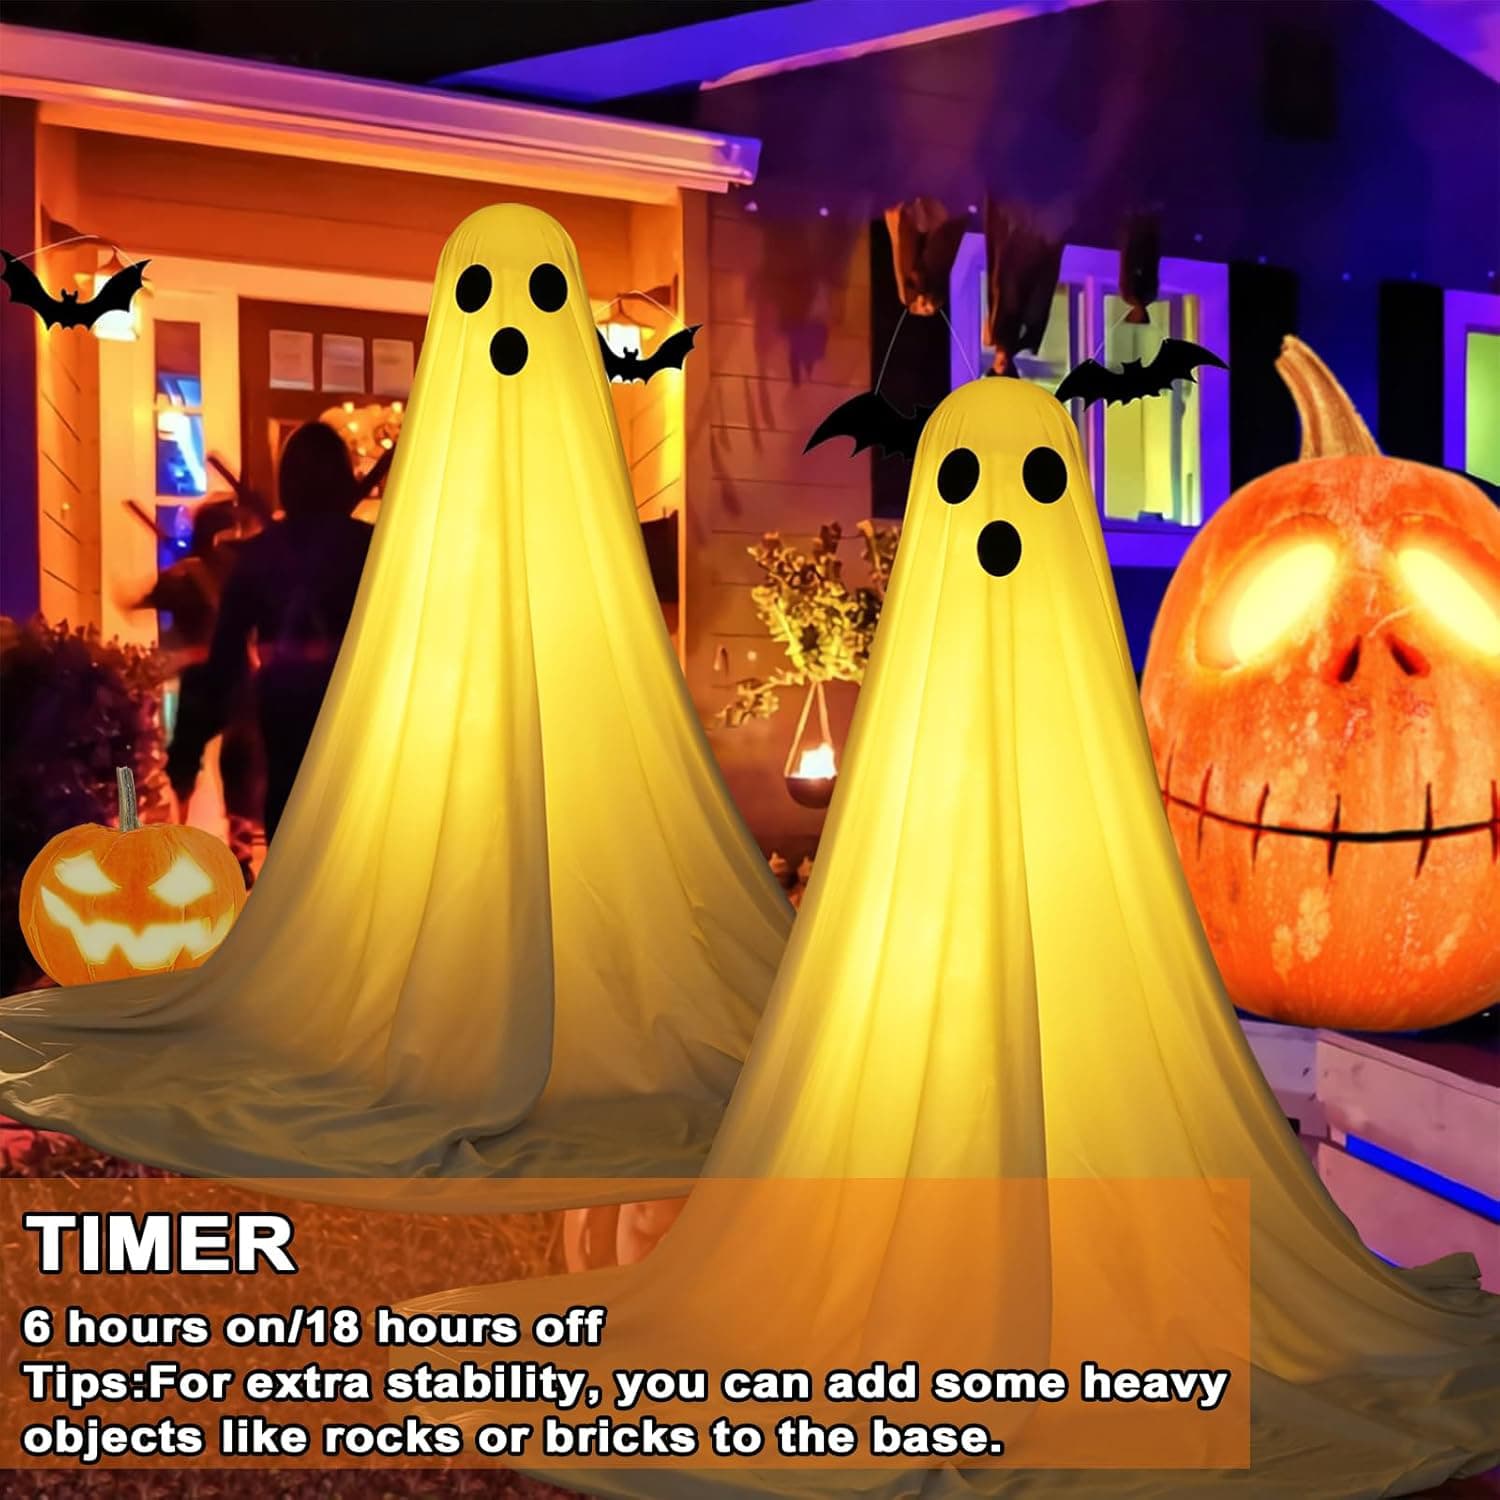 TIMER
6 hours on/18 hours off
Tips:For extra stability, you can add some heavy
objects like rocks or bricks to the base.